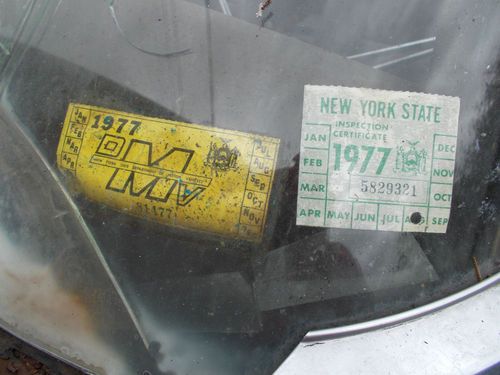 1977
JAN
FEB
MAR
APR
DMV
JUL
AUG
SEP
OCT
NOV
NEW YORK STATE
INSPECTION
CERTIFICATE
1977
5829321
JAN
FEB
MAR
APR
MAY
JUN
JUL
AUG
SEP
OCT
NOV
DEC